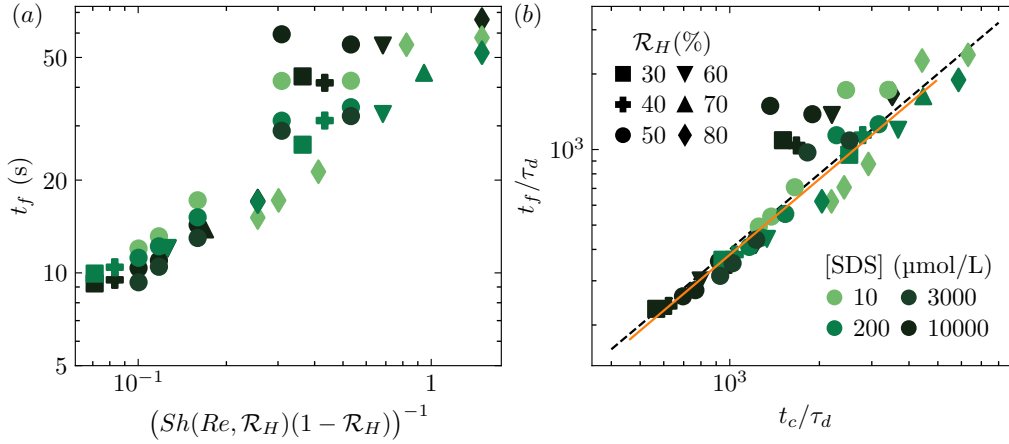 (a)
t_f (s)
50
20
10
5
10^{-1}
1
(Sh(Re, R_H)(1 − R_H))^{-1}
R_H(%)
30 60
40 70
50 80
(b)
t_f/τ_d
10^3
10^3
t_c/τ_d
[SDS] (µmol/L)
10 3000
200 10000